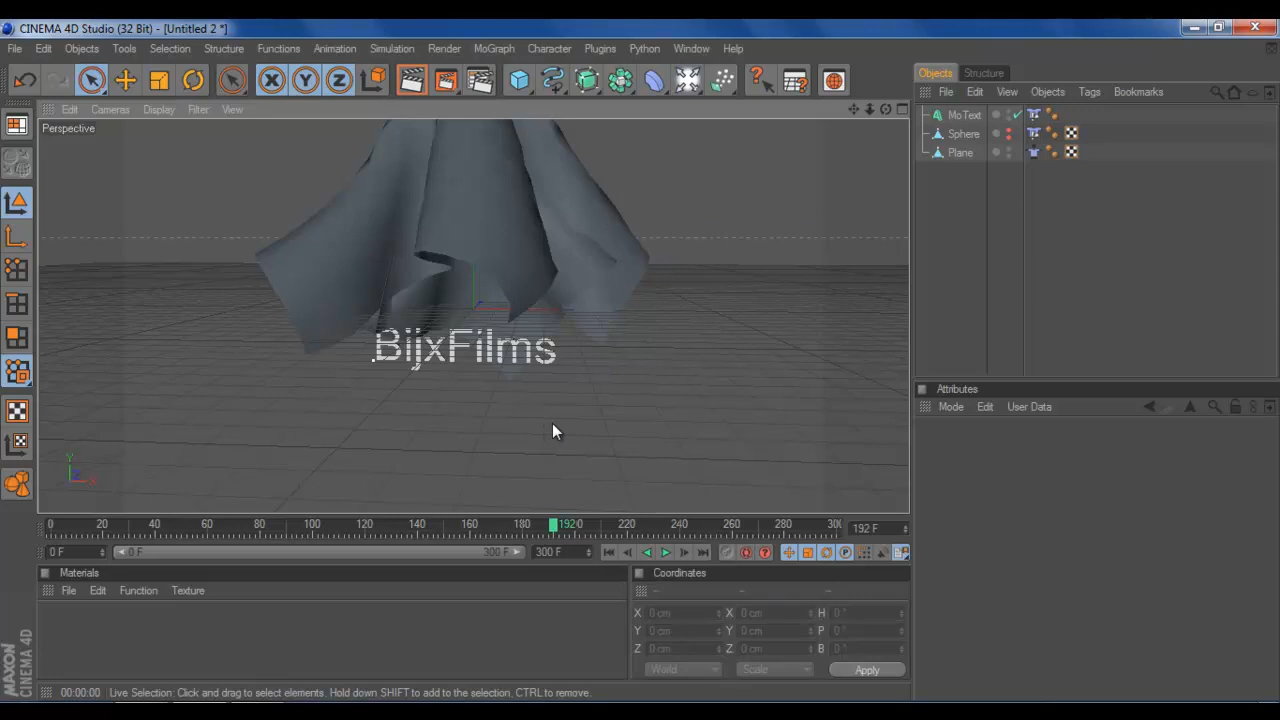 CINEMA 4D Studio (32 Bit) - [Untitled 2 *]
File Edit Objects Tools Selection Structure Functions Animation Simulation Render MoGraph Character Plugins Python Window Help
Objects Structure
File Edit View Objects Tags Bookmarks
Edit Cameras Display Filter View
Perspective
MoText
Sphere
Plane
BijxFilms
Y
Z
X
Attributes
Mode Edit User Data
0 20 40 60 80 100 120 140 160 180 192 220 240 260 280 192 F
0 F 0 F 300 F 300 F
Materials
File Edit Function Texture
Coordinates
X 0 cm X 0 cm H 0 °
Y 0 cm Y 0 cm P 0 °
Z 0 cm Z 0 cm B 0 °
World Scale Apply
MAXON
CINEMA 4D
00:00:00 Live Selection: Click and drag to select elements. Hold down SHIFT to add to the selection, CTRL to remove.